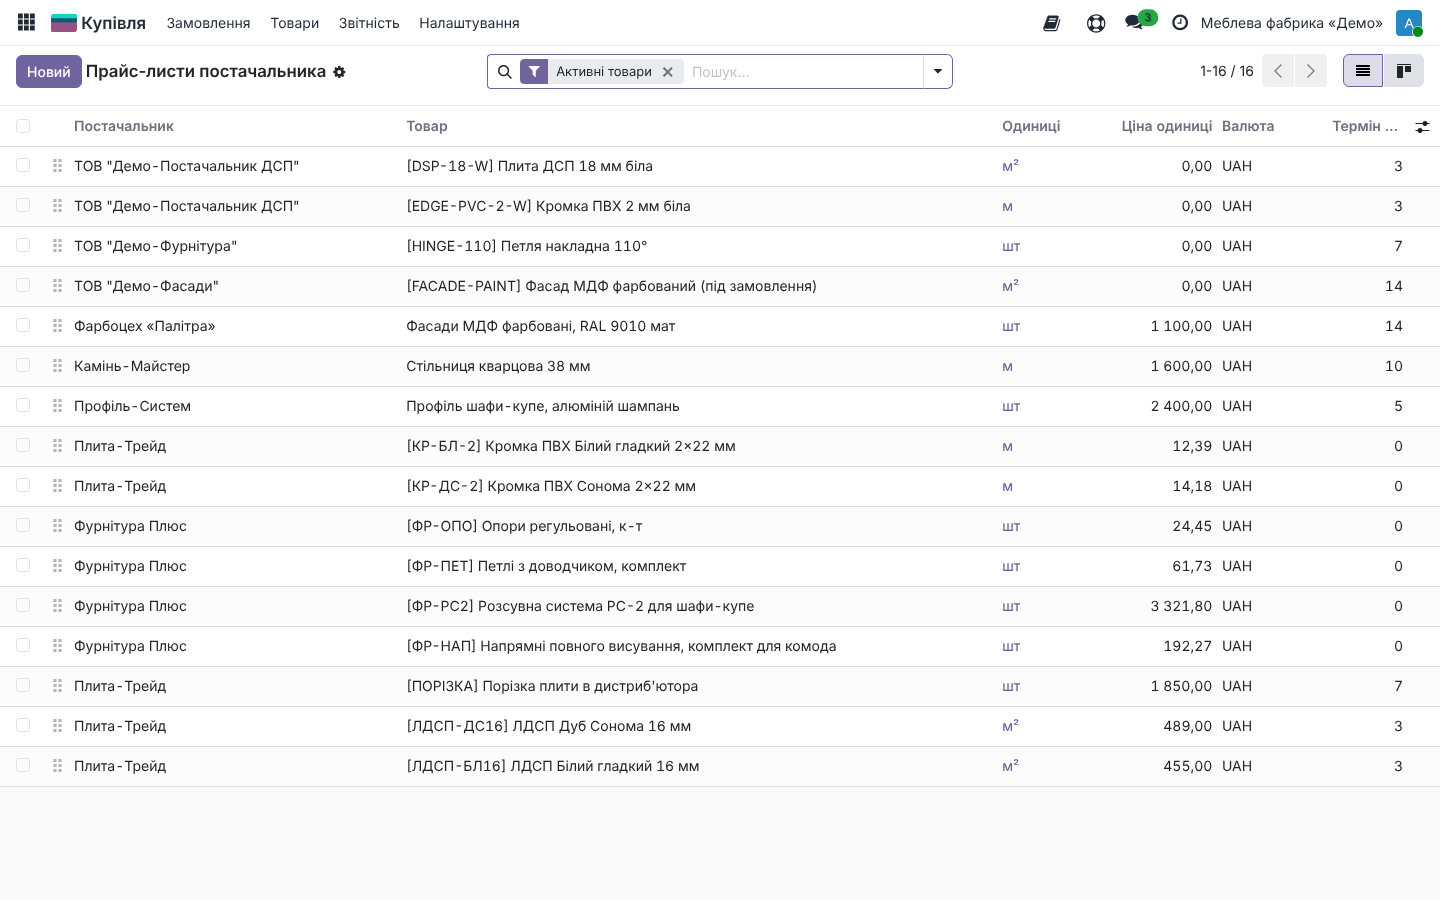 Купівля Замовлення Товари Звітність Налаштування 3 Меблева фабрика «Демо» A
Новий Прайс-листи постачальника Активні товари Пошук... 1-16 / 16
Постачальник Товар Одиниці Ціна одиниці Валюта Термін ...
ТОВ "Демо-Постачальник ДСП" [DSP-18-W] Плита ДСП 18 мм біла м² 0,00 UAH 3
ТОВ "Демо-Постачальник ДСП" [EDGE-PVC-2-W] Кромка ПВХ 2 мм біла м 0,00 UAH 3
ТОВ "Демо-Фурнітура" [HINGE-110] Петля накладна 110° шт 0,00 UAH 7
ТОВ "Демо-Фасади" [FACADE-PAINT] Фасад МДФ фарбований (під замовлення) м² 0,00 UAH 14
Фарбоцех «Палітра» Фасади МДФ фарбовані, RAL 9010 мат шт 1 100,00 UAH 14
Камінь-Майстер Стільниця кварцова 38 мм м 1 600,00 UAH 10
Профіль-Систем Профіль шафи-купе, алюміній шампань шт 2 400,00 UAH 5
Плита-Трейд [КР-БЛ-2] Кромка ПВХ Білий гладкий 2×22 мм м 12,39 UAH 0
Плита-Трейд [КР-ДС-2] Кромка ПВХ Сонома 2×22 мм м 14,18 UAH 0
Фурнітура Плюс [ФР-ОПО] Опори регульовані, к-т шт 24,45 UAH 0
Фурнітура Плюс [ФР-ПЕТ] Петлі з доводчиком, комплект шт 61,73 UAH 0
Фурнітура Плюс [ФР-РС2] Розсувна система РС-2 для шафи-купе шт 3 321,80 UAH 0
Фурнітура Плюс [ФР-НАП] Напрямні повного висування, комплект для комода шт 192,27 UAH 0
Плита-Трейд [ПОРІЗКА] Порізка плити в дистриб'ютора шт 1 850,00 UAH 7
Плита-Трейд [ЛДСП-ДС16] ЛДСП Дуб Сонома 16 мм м² 489,00 UAH 3
Плита-Трейд [ЛДСП-БЛ16] ЛДСП Білий гладкий 16 мм м² 455,00 UAH 3